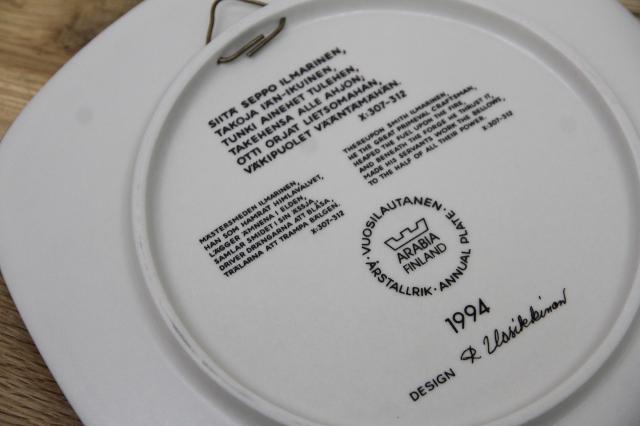 SIITÄ SEPPO ILMARINEN,
TAKOJA IÄN-IKUINEN,
TUNKI AINEHET TULEHEN,
TAKEHENSA ALLE AHJON,
OTTI ORJAT LIETSOMAHAN,
VÄKIPUOLET VÄÄNTÄMÄHÄN.
X:307-312
THEREUPON SMITH ILMARINEN,
HE THE GREAT PRIMEVAL CRAFTSMAN,
HEAPED THE FUEL UPON THE FIRE,
AND BENEATH THE FORGE HE THRUST IT,
MADE HIS SERVANTS WORK THE BELLOWS,
TO THE HALF OF ALL THEIR POWER.
X:307-312
MÄSTERSMEDEN ILMARINEN,
HAN SOM HAMRAT HIMLAVALVET,
LÄGGER ÄMNENA I ELDEN,
SAMLAR SMIDET I SIN ÄSSJA,
DRIVER DRÄNGARNA ATT BLÅSA,
TRÄLARNA ATT TRAMPA BÄLGEN.
X:307-312
· VUOSILAUTANEN · ANNUAL PLATE · ÅRSTALLRIK
ARABIA
FINLAND
1994
DESIGN R Uosikkinen